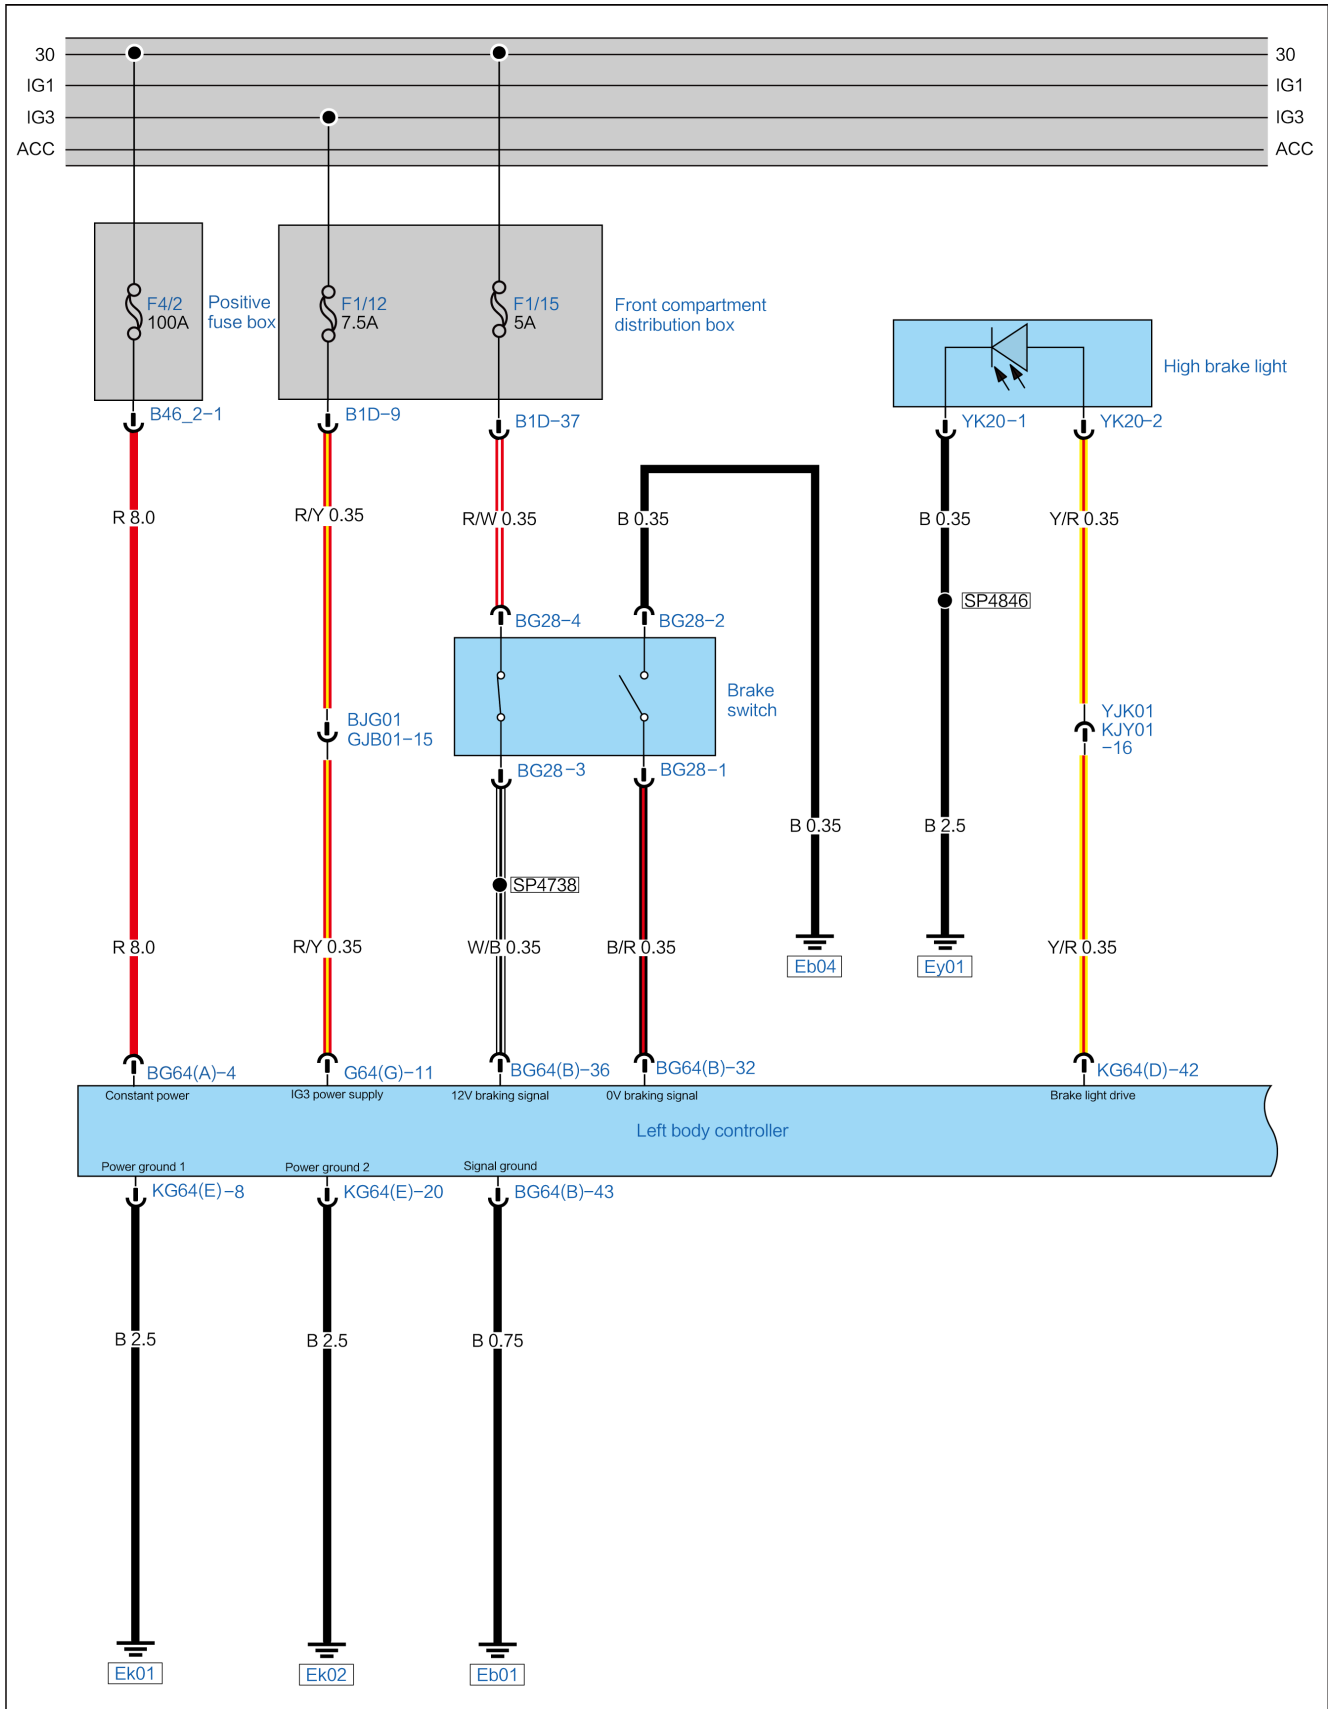 30
30
IG1
IG1
IG3
IG3
ACC
ACC
F4/2
100A
Positive
fuse box
F1/12
7.5A
F1/15
5A
Front compartment
distribution box
High brake light
B46_2-1
B1D-9
B1D-37
YK20-1
YK20-2
R 8.0
R/Y 0.35
R/W 0.35
B 0.35
B 0.35
Y/R 0.35
SP4846
BG28-4
BG28-2
Brake
switch
BJG01
GJB01-15
YJK01
KJY01
-16
BG28-3
BG28-1
B 0.35
B 2.5
SP4738
R 8.0
R/Y 0.35
W/B 0.35
B/R 0.35
Y/R 0.35
Eb04
Ey01
BG64(A)-4
G64(G)-11
BG64(B)-36
BG64(B)-32
KG64(D)-42
Constant power
IG3 power supply
12V braking signal
0V braking signal
Brake light drive
Left body controller
Power ground 1
Power ground 2
Signal ground
KG64(E)-8
KG64(E)-20
BG64(B)-43
B 2.5
B 2.5
B 0.75
Ek01
Ek02
Eb01